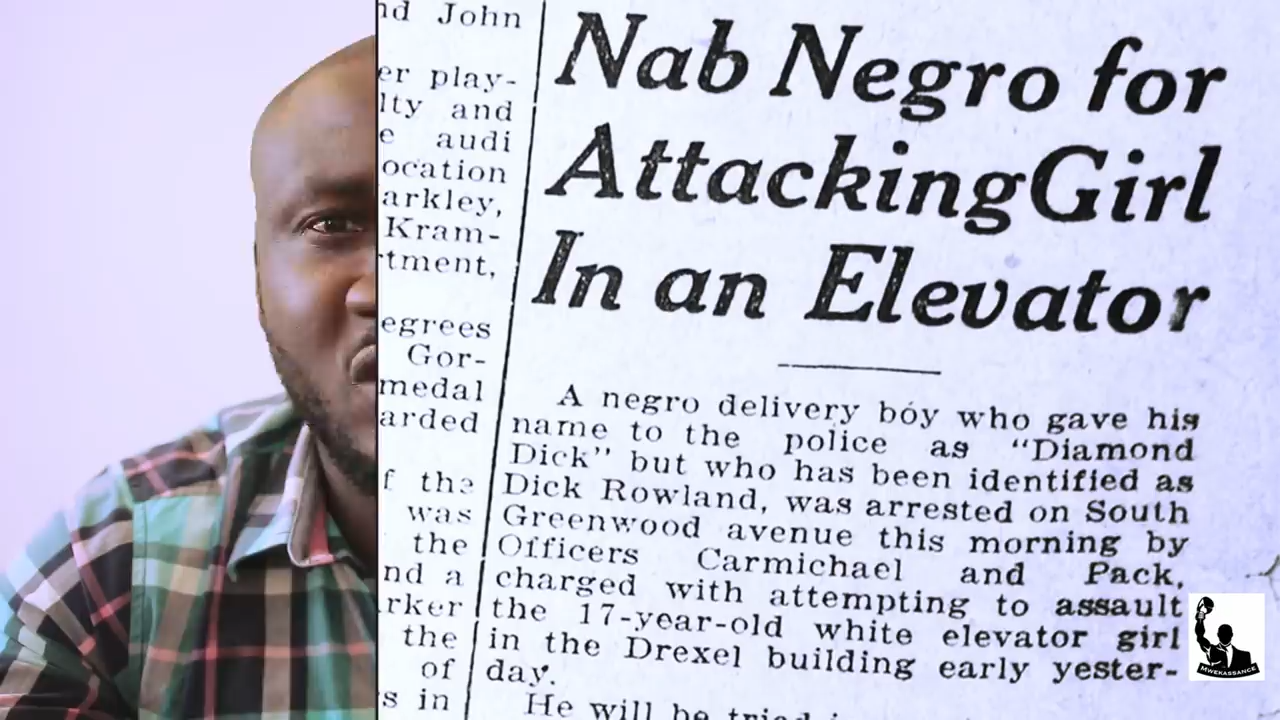 nd John
er play-
lty and
e audi
ocation
arkley,
Kram-
rtment,
egrees
Gor-
medal
arded
f the
was
the
nd a
rker
the
of
s in
Nab Negro for
Attacking Girl
In an Elevator
A negro delivery boy who gave his
name to the police as "Diamond
Dick" but who has been identified as
Dick Rowland, was arrested on South
Greenwood avenue this morning by
Officers Carmichael and Pack,
charged with attempting to assault
the 17-year-old white elevator girl
in the Drexel building early yester-
day.
He will be tried
MWEKASSANCE